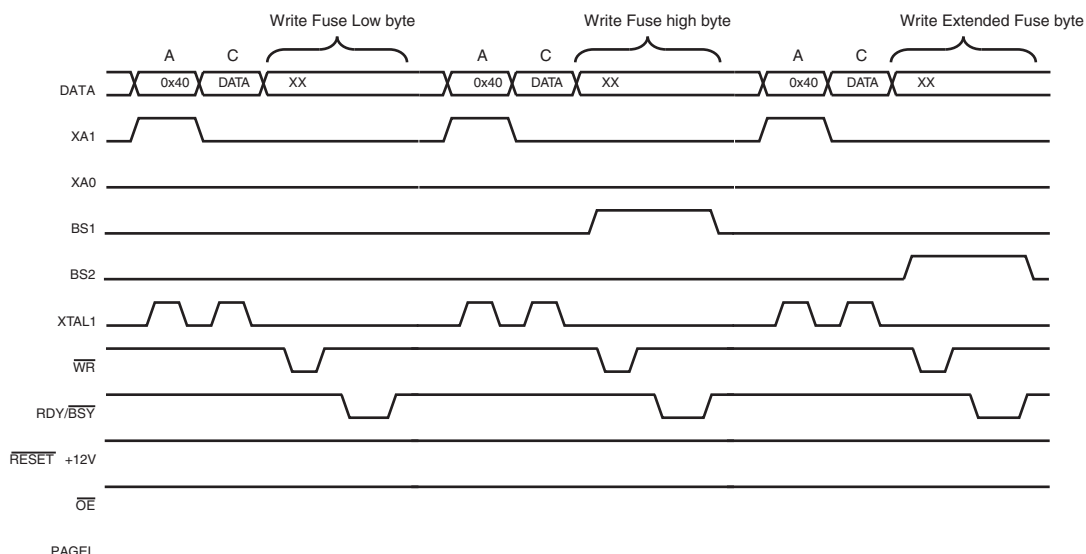 Write Fuse Low byte Write Fuse high byte Write Extended Fuse byte
A C A C A C
DATA 0x40 DATA XX 0x40 DATA XX 0x40 DATA XX
XA1
XA0
BS1
BS2
XTAL1
WR
RDY/BSY
RESET +12V
OE
PAGEL